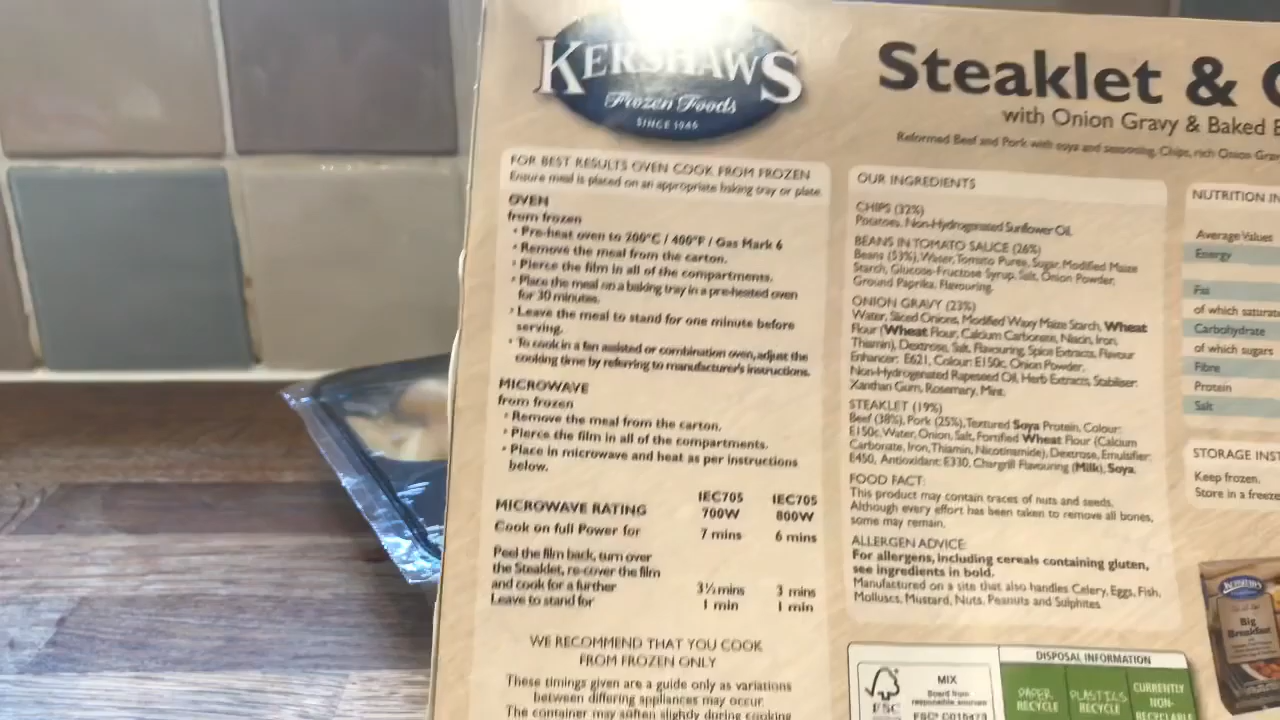 KERSHAWS
Frozen Foods
SINCE 1946
Steaklet &
with Onion Gravy & Baked
Reformed Beef and Pork with soya and seasoning, Chips, rich Onion
FOR BEST RESULTS OVEN COOK FROM FROZEN
Ensure meal is placed on an appropriate baking tray or plate.
OVEN
from frozen
• Pre-heat oven to 200°C / 400°F / Gas Mark 6
• Remove the meal from the carton.
• Pierce the film in all of the compartments.
• Place the meal on a baking tray in a pre-heated oven
for 30 minutes.
• Leave the meal to stand for one minute before
serving.
• To cook in a fan assisted or combination oven, adjust the
cooking time by referring to manufacturer's instructions.
MICROWAVE
from frozen
• Remove the meal from the carton.
• Pierce the film in all of the compartments.
• Place in microwave and heat as per instructions
below.
MICROWAVE RATING IEC705 700W IEC705 800W
Cook on full Power for 7 mins 6 mins
Peel the film back, turn over
the Steaklet, re-cover the film
and cook for a further 3½ mins 3 mins
Leave to stand for 1 min 1 min
WE RECOMMEND THAT YOU COOK
FROM FROZEN ONLY
These timings given are a guide only as variations
between differing appliances may occur.
The container may soften slightly during cooking
OUR INGREDIENTS
CHIPS (32%)
Potatoes, Non-Hydrogenated Sunflower Oil.
BEANS IN TOMATO SAUCE (26%)
Beans (53%), Water, Tomato Puree, Sugar, Modified Maize
Starch, Glucose-Fructose Syrup, Salt, Onion Powder,
Ground Paprika, Flavouring.
ONION GRAVY (23%)
Water, Sliced Onions, Modified Waxy Maize Starch, Wheat
Flour (Wheat Flour, Calcium Carbonate, Niacin, Iron,
Thiamin), Dextrose, Salt, Flavouring, Spice Extracts, Flavour
Enhancer: E621, Colour: E150c, Onion Powder,
Non-Hydrogenated Rapeseed Oil, Herb Extracts, Stabiliser:
Xanthan Gum, Rosemary, Mint.
STEAKLET (19%)
Beef (38%), Pork (25%), Textured Soya Protein, Colour:
E150c, Water, Onion, Salt, Fortified Wheat Flour (Calcium
Carbonate, Iron, Thiamin, Nicotinamide), Dextrose, Emulsifier:
E450, Antioxidant: E330, Chargrill Flavouring (Milk), Soya.
FOOD FACT:
This product may contain traces of nuts and seeds.
Although every effort has been taken to remove all bones,
some may remain.
ALLERGEN ADVICE:
For allergens, including cereals containing gluten,
see ingredients in bold.
Manufactured on a site that also handles Celery, Eggs, Fish,
Molluscs, Mustard, Nuts, Peanuts and Sulphites.
NUTRITION
Average Values
Energy
Fat
of which
Carbohydrate
of which sugars
Fibre
Protein
Salt
STORAGE
Keep frozen.
Store in a
FSC
MIX
Board from
responsible sources
DISPOSAL INFORMATION
PAPER
RECYCLE
PLASTICS
RECYCLE
CURRENTLY
NON-
RECYCLABLE
KERSHAWS
Big
Breakfast